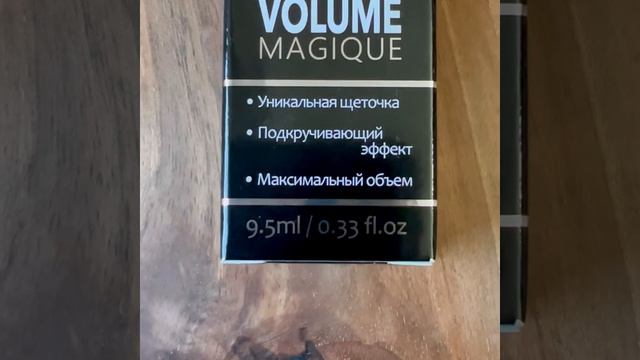 VOLUME
MAGIQUE
• Уникальная щеточка
• Подкручивающий
эффект
• Максимальный объем
9.5ml / 0.33 fl.oz